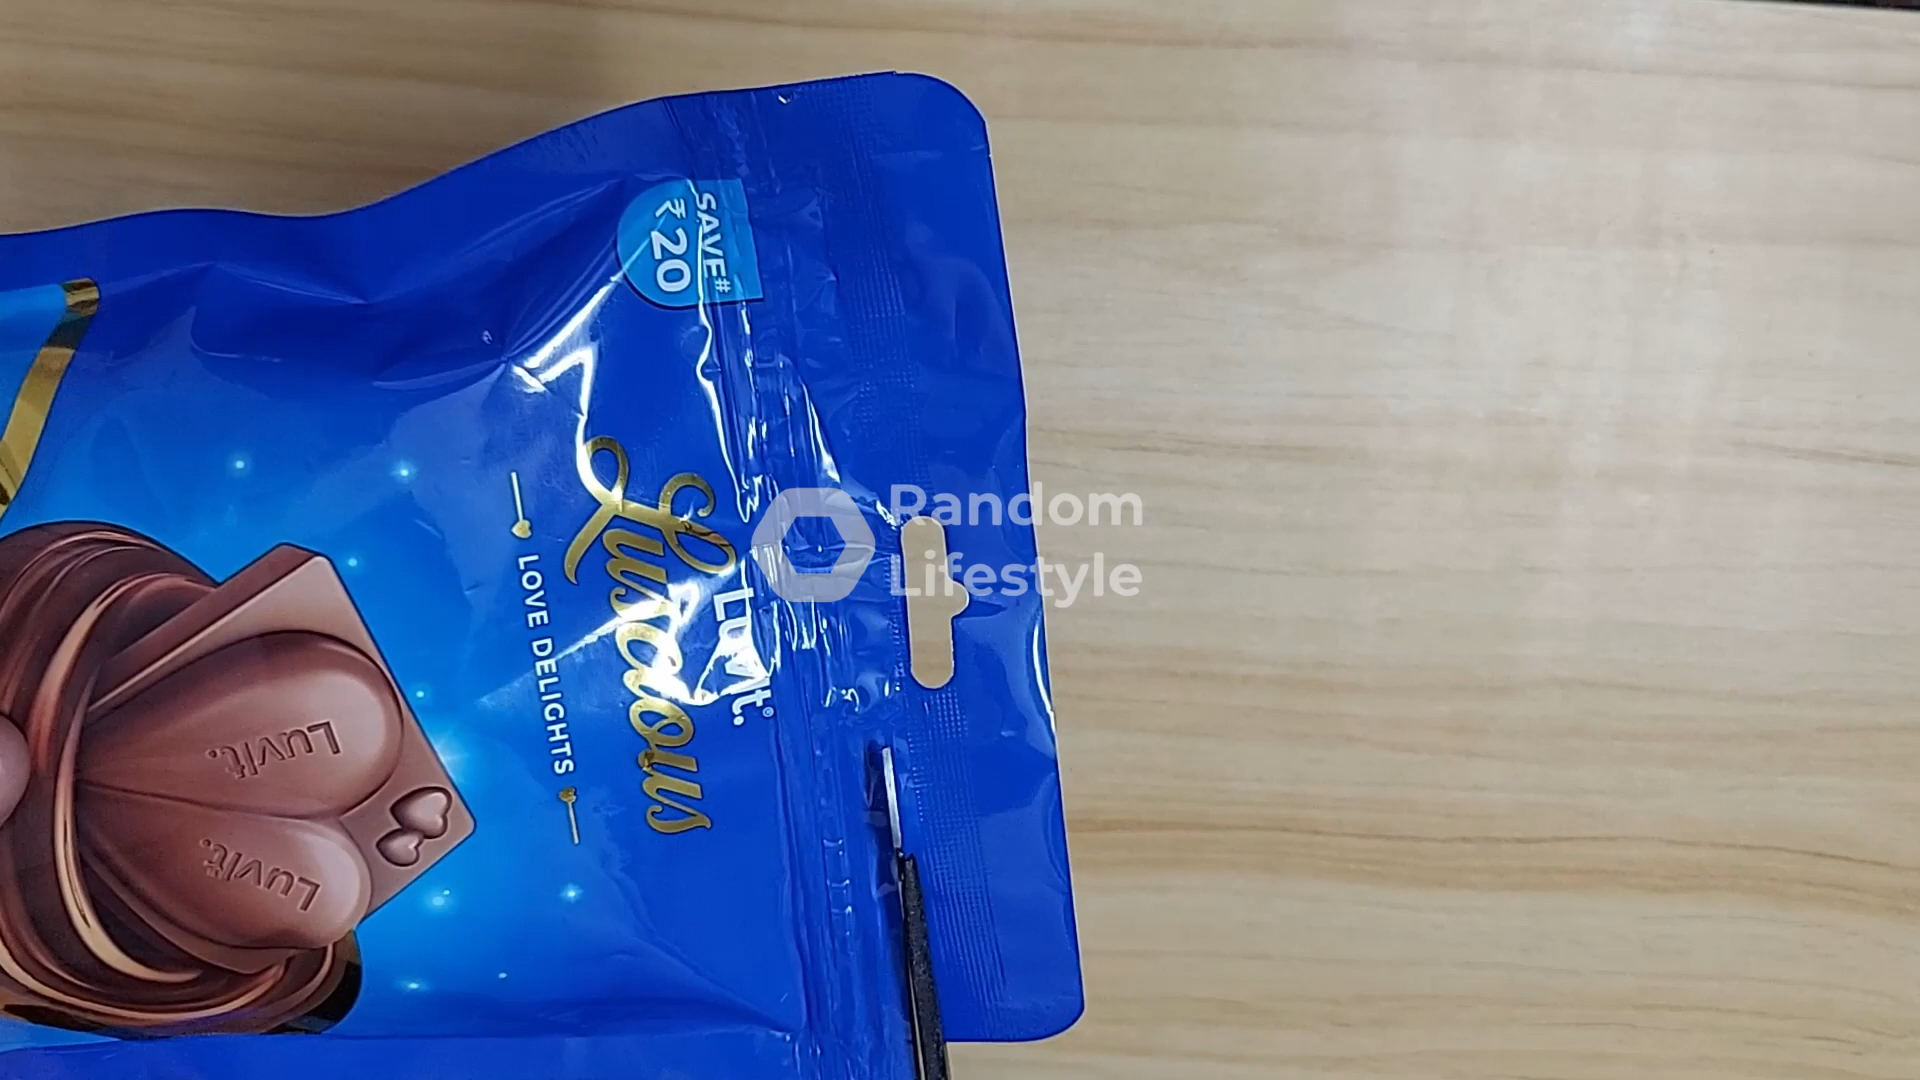 SAVE#
₹20
LuvIt.®
Luscious
LOVE DELIGHTS
LuvIt.
LuvIt.
Random
Lifestyle